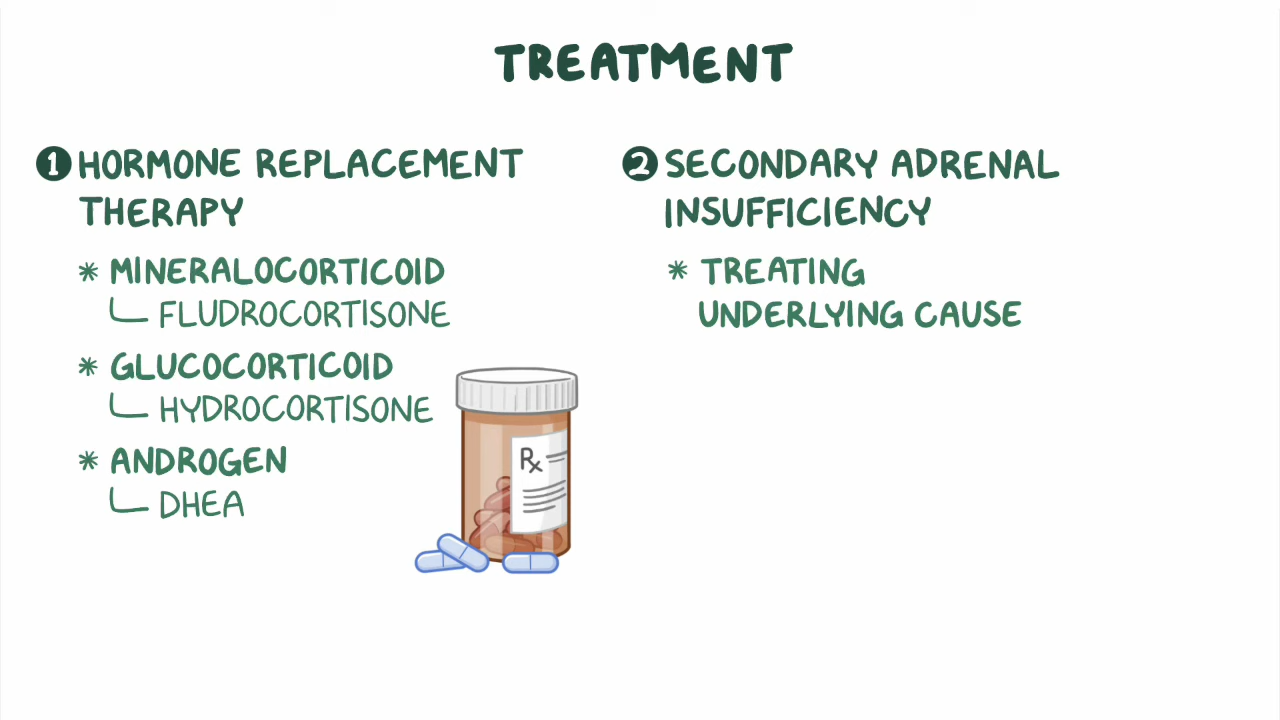 TREATMENT
1 HORMONE REPLACEMENT
THERAPY
* MINERALOCORTICOID
FLUDROCORTISONE
* GLUCOCORTICOID
HYDROCORTISONE
* ANDROGEN
DHEA
Rx
2 SECONDARY ADRENAL
INSUFFICIENCY
* TREATING
UNDERLYING CAUSE